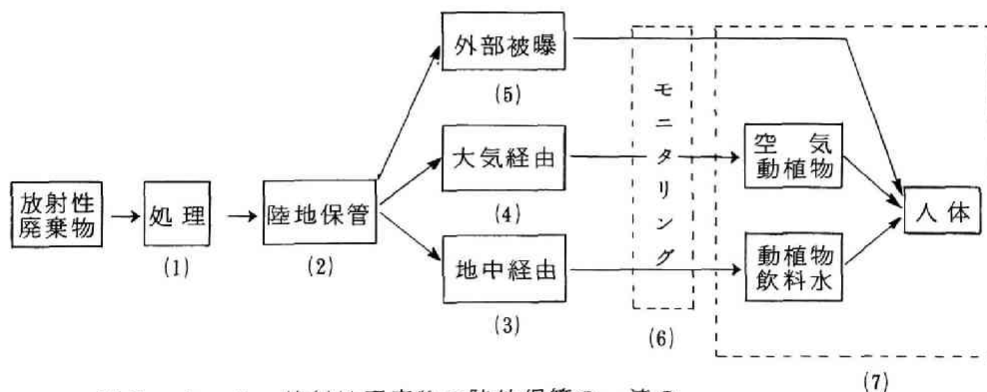 外部被曝
(5)
モニタリング
大気経由
(4)
空気
動植物
放射性
廃棄物
処理
(1)
陸地保管
(2)
人体
地中経由
(3)
動植物
飲料水
(6)
(7)